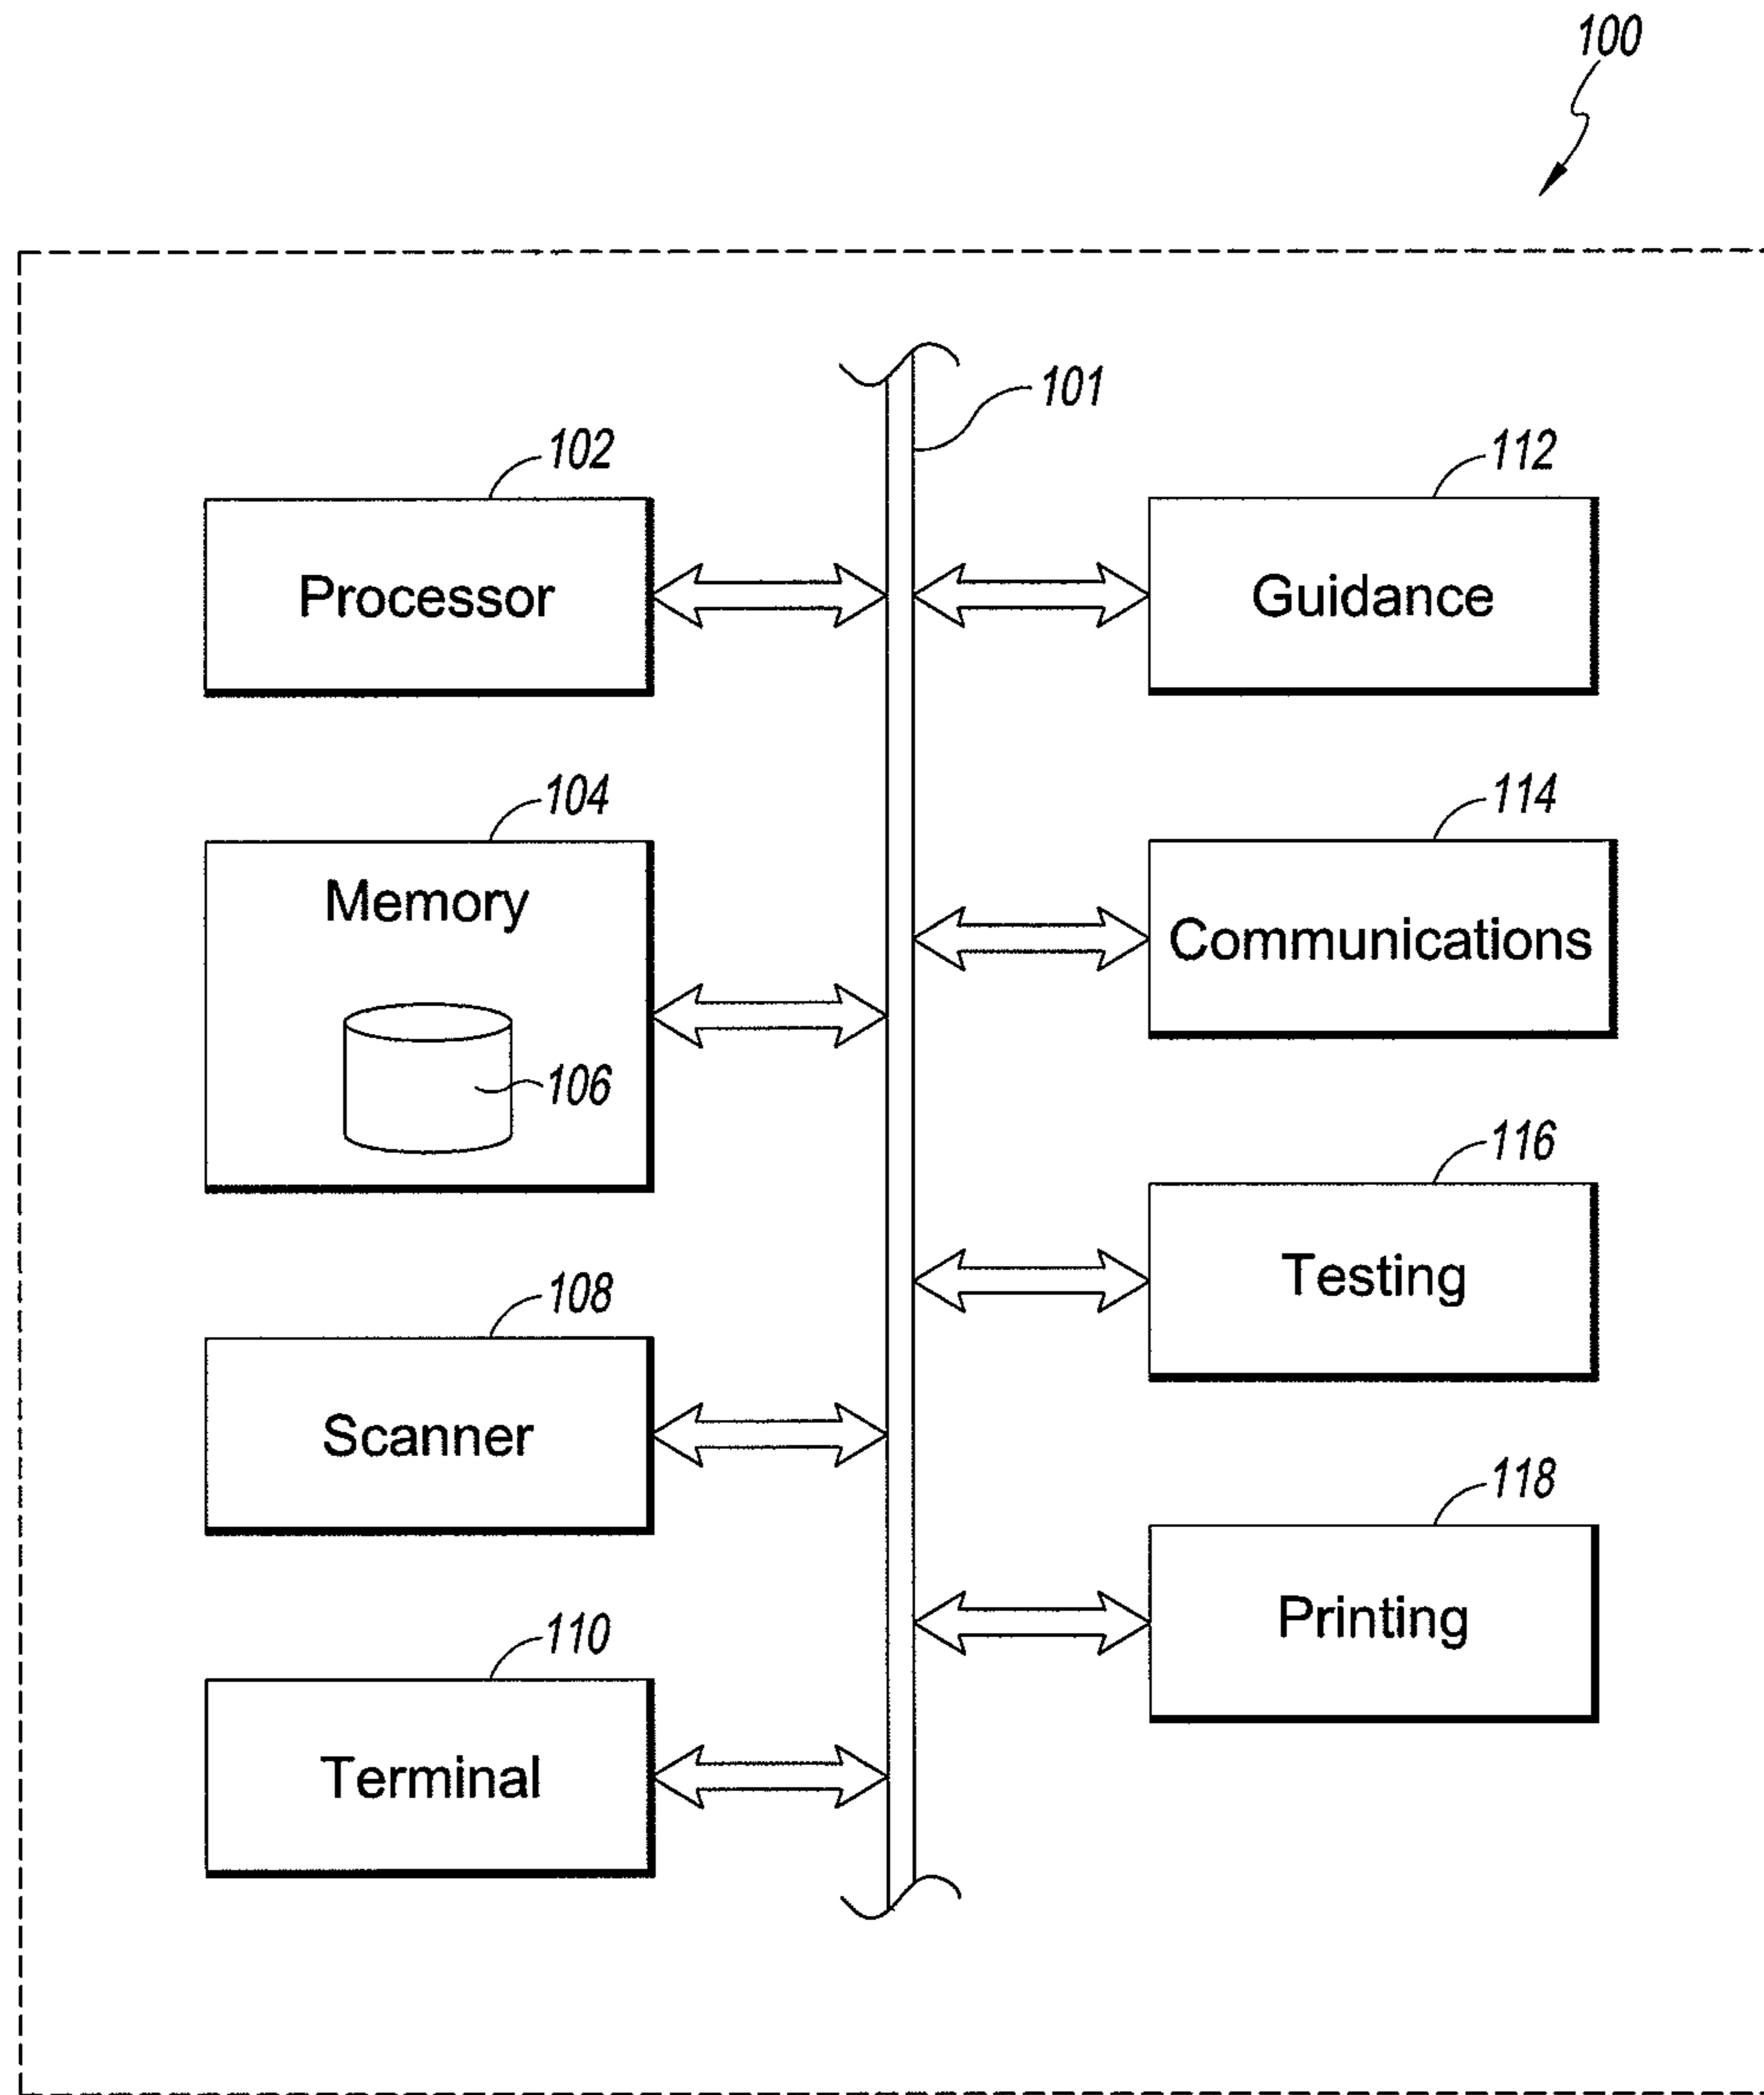 100
101
102
Processor
104
Memory
106
108
Scanner
110
Terminal
112
Guidance
114
Communications
116
Testing
118
Printing